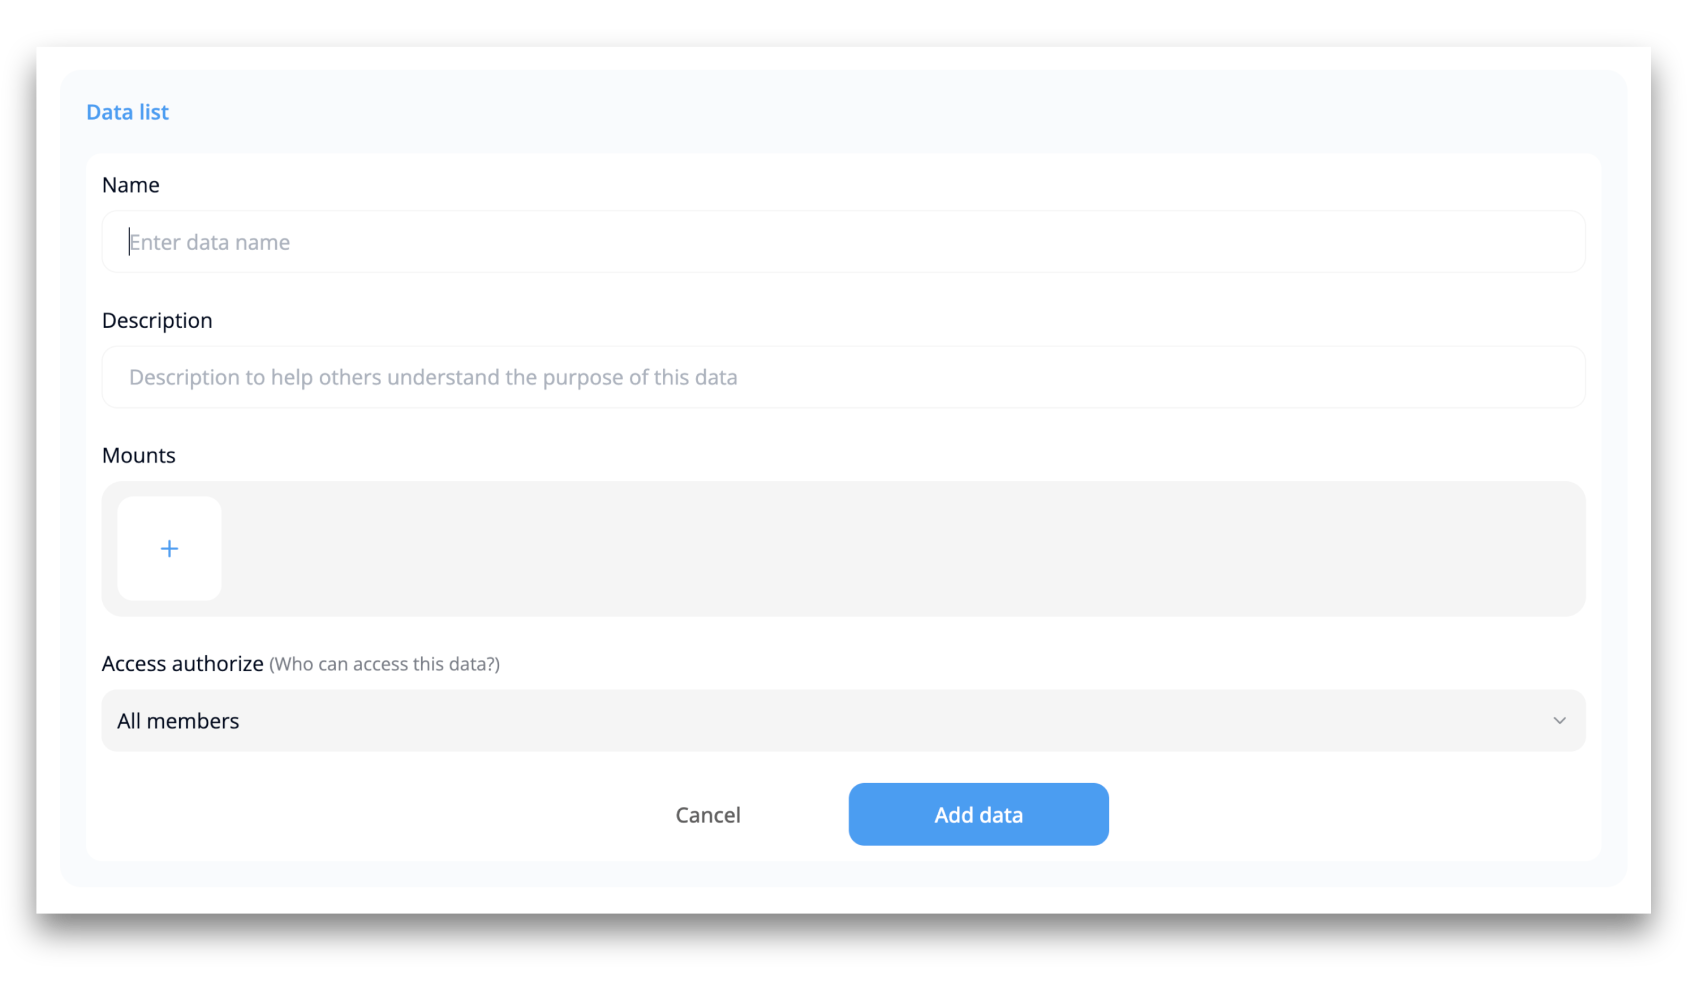 Data list
Name
Enter data name
Description
Description to help others understand the purpose of this data
Mounts
+
Access authorize (Who can access this data?)
All members
Cancel
Add data